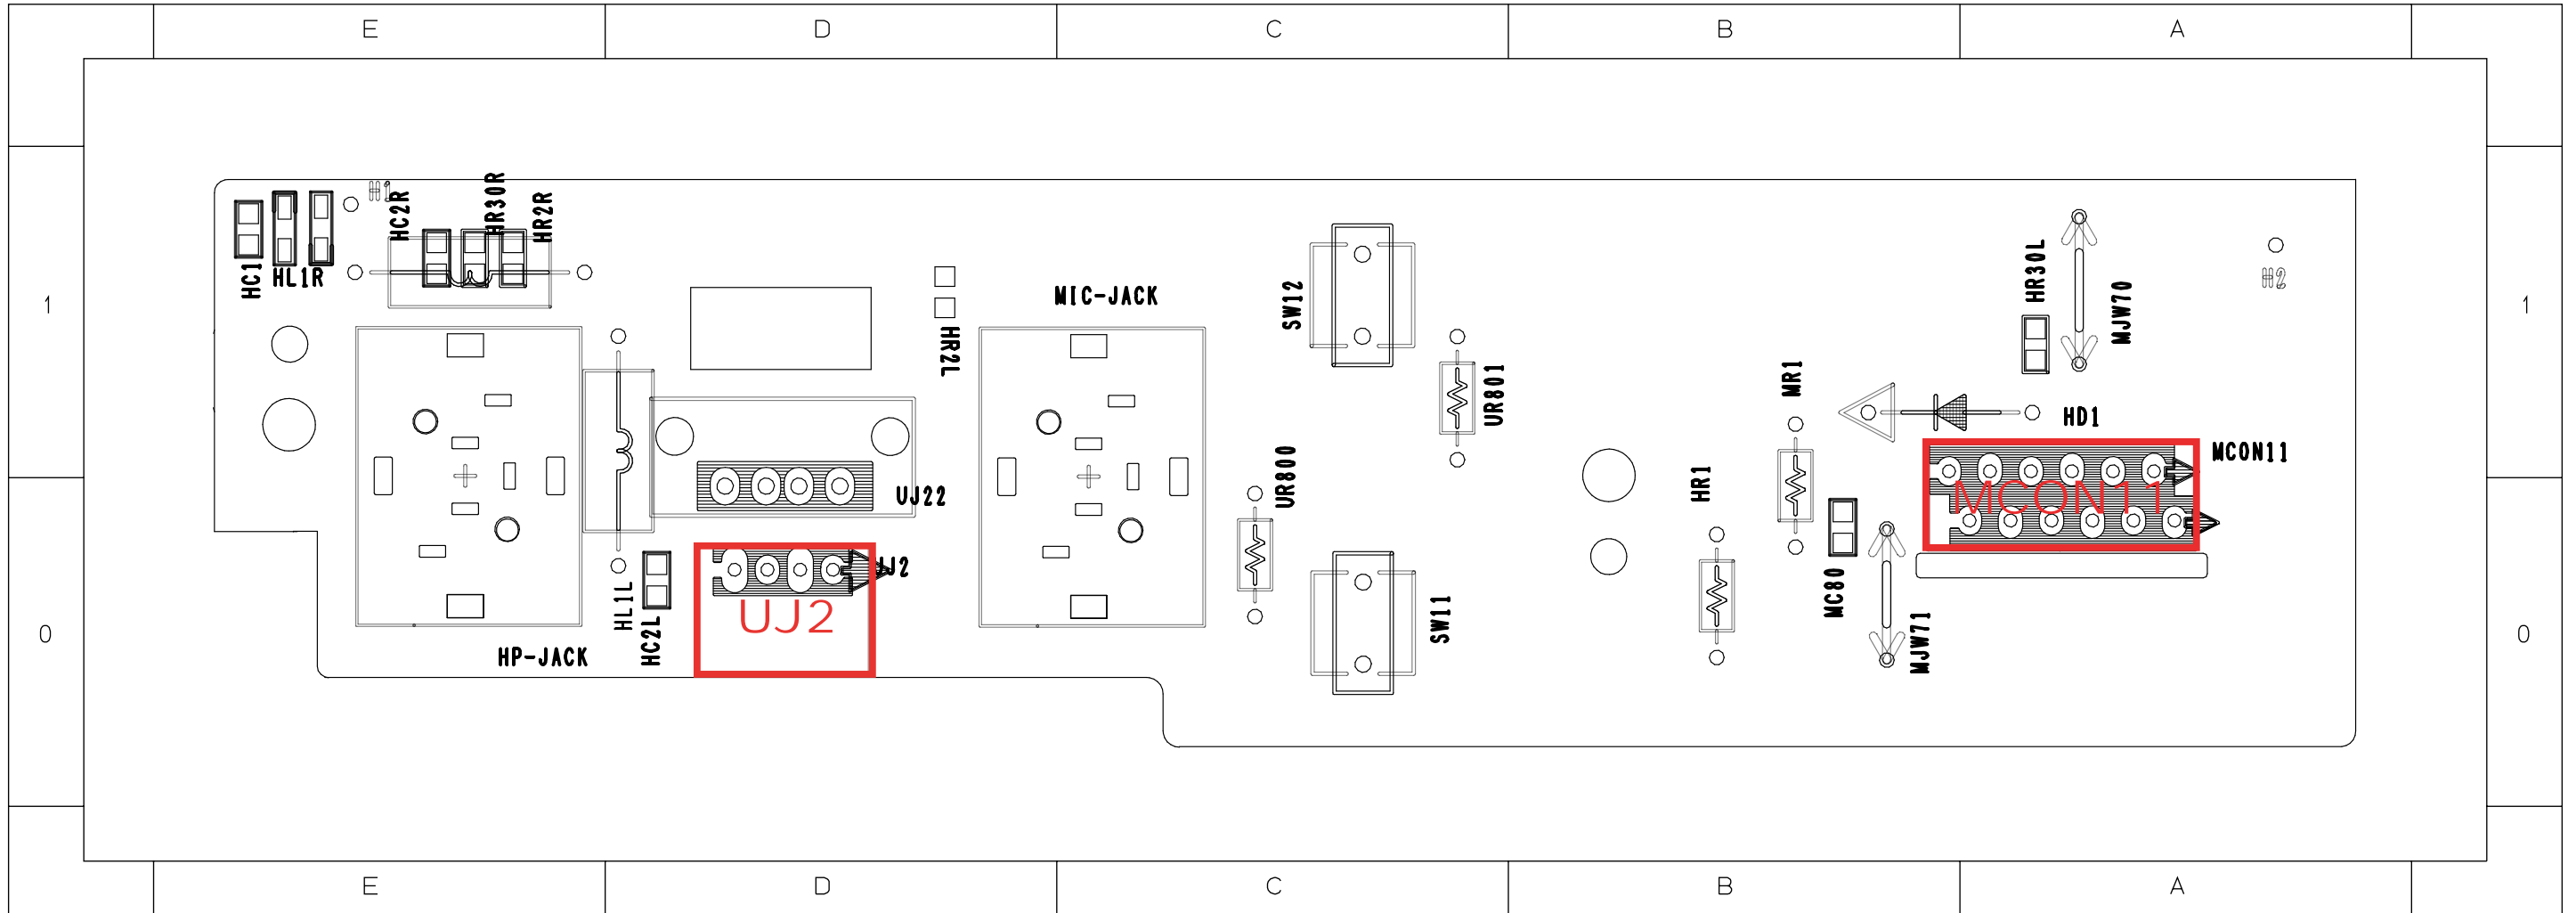 E D C B A
H1
HC2R
HR30R
HR2R
HC1
HL1R
MIC-JACK
SW12
HR30L
MJW70
H2
1
1
HR2L
UR801
MR1
HD1
MCON11
MCON11
UJ22
UR800
HR1
UJ2
UJ2
HL1L
HC2L
HP-JACK
SW11
MC80
MJW71
0
0
E D C B A